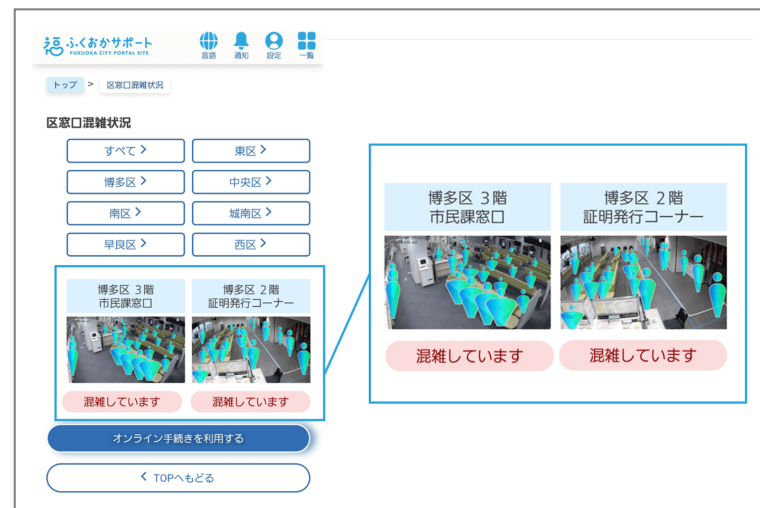 福 ふくおかサポート
FUKUOKA CITY PORTAL SITE
言語 通知 設定 一覧
トップ > 区窓口混雑状況
区窓口混雑状況
すべて > 東区 >
博多区 > 中央区 >
南区 > 城南区 >
早良区 > 西区 >
博多区 3階
市民課窓口
博多区 2階
証明発行コーナー
混雑しています 混雑しています
オンライン手続きを利用する
< TOPへもどる
博多区 3階
市民課窓口
博多区 2階
証明発行コーナー
混雑しています 混雑しています